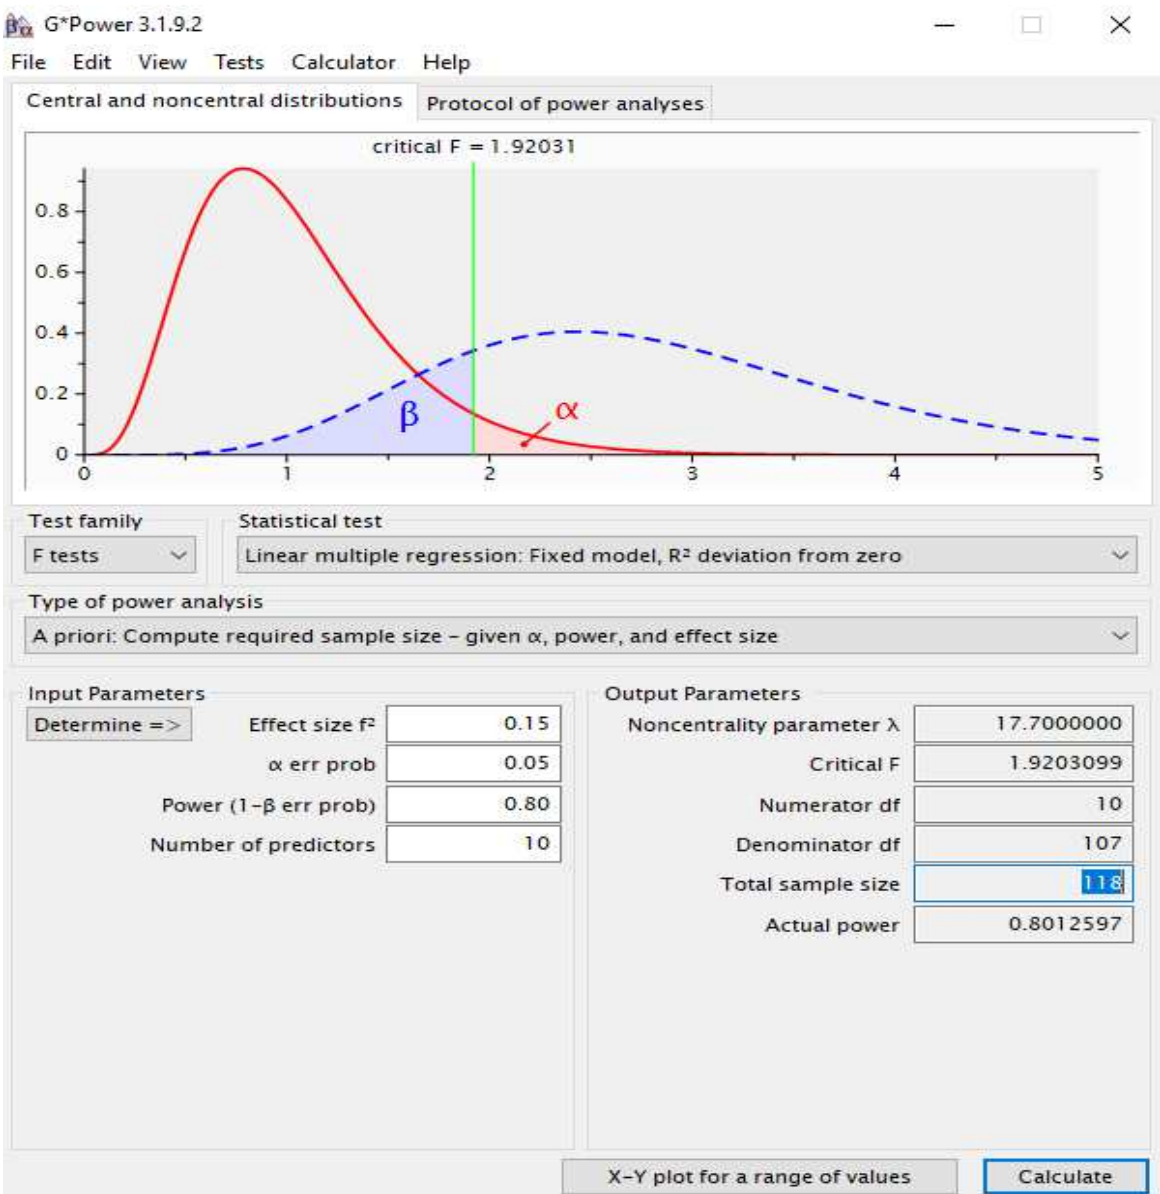 G*Power 3.1.9.2
File Edit View Tests Calculator Help
Central and noncentral distributions Protocol of power analyses
critical F = 1.92031
0.8
0.6
0.4
0.2
0
β
α
0 1 2 3 4 5
Test family Statistical test
F tests Linear multiple regression: Fixed model, R² deviation from zero
Type of power analysis
A priori: Compute required sample size - given α, power, and effect size
Input Parameters
Determine => Effect size f² 0.15
α err prob 0.05
Power (1-β err prob) 0.80
Number of predictors 10
Output Parameters
Noncentrality parameter λ 17.7000000
Critical F 1.9203099
Numerator df 10
Denominator df 107
Total sample size 118
Actual power 0.8012597
X-Y plot for a range of values Calculate